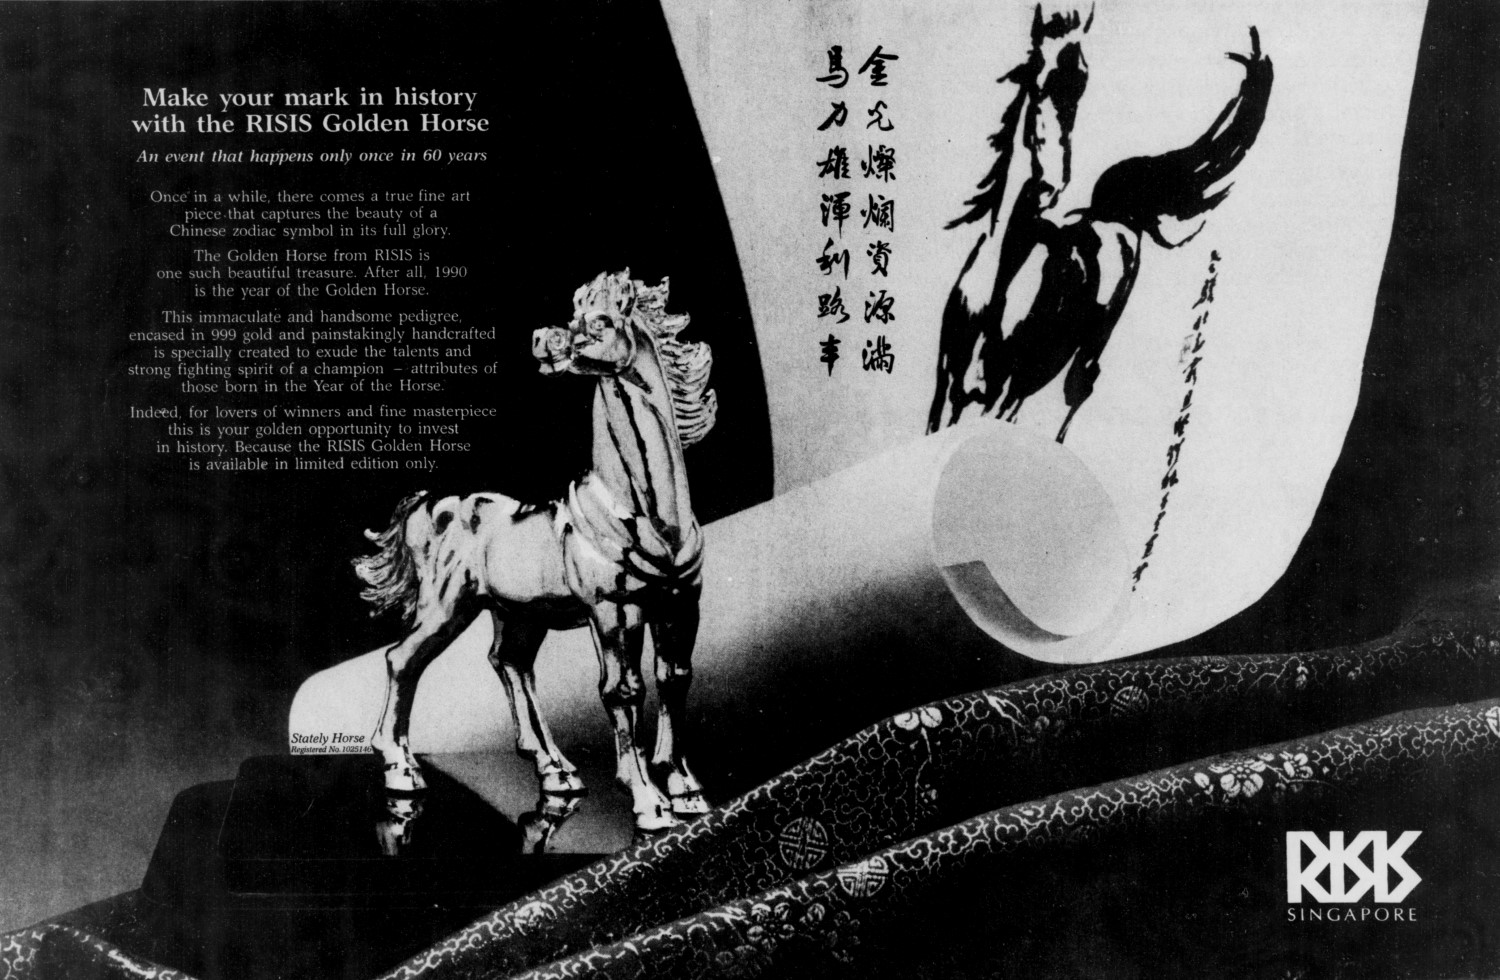 Make your mark in history
with the RISIS Golden Horse
An event that happens only once in 60 years
Once in a while, there comes a true fine art
piece that captures the beauty of a
Chinese zodiac symbol in its full glory.
The Golden Horse from RISIS is
one such beautiful treasure. After all, 1990
is the year of the Golden Horse.
This immaculate and handsome pedigree,
encased in 999 gold and painstakingly handcrafted
is specially created to exude the talents and
strong fighting spirit of a champion – attributes of
those born in the Year of the Horse.
Indeed, for lovers of winners and fine masterpiece
this is your golden opportunity to invest
in history. Because the RISIS Golden Horse
is available in limited edition only.
金光燦爛資源滿
馬力雄渾利路丰
Stately Horse
Registered No. 1025146
RISIS
SINGAPORE